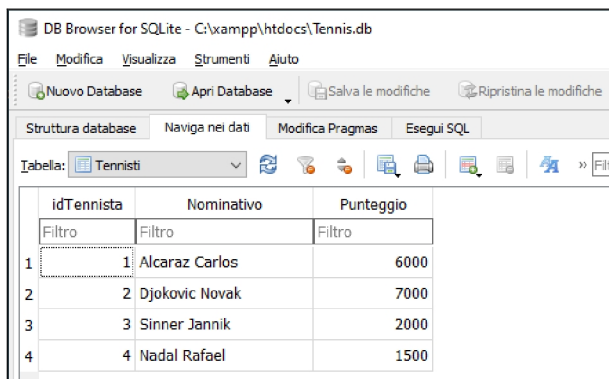 DB Browser for SQLite - C:\xampp\htdocs\Tennis.db
File Modifica Visualizza Strumenti Aiuto
Nuovo Database Apri Database Salva le modifiche Ripristina le modifiche
Struttura database Naviga nei dati Modifica Pragmas Esegui SQL
Tabella: Tennisti » Fil
idTennista Nominativo Punteggio
Filtro Filtro Filtro
1 1 Alcaraz Carlos 6000
2 2 Djokovic Novak 7000
3 3 Sinner Jannik 2000
4 4 Nadal Rafael 1500